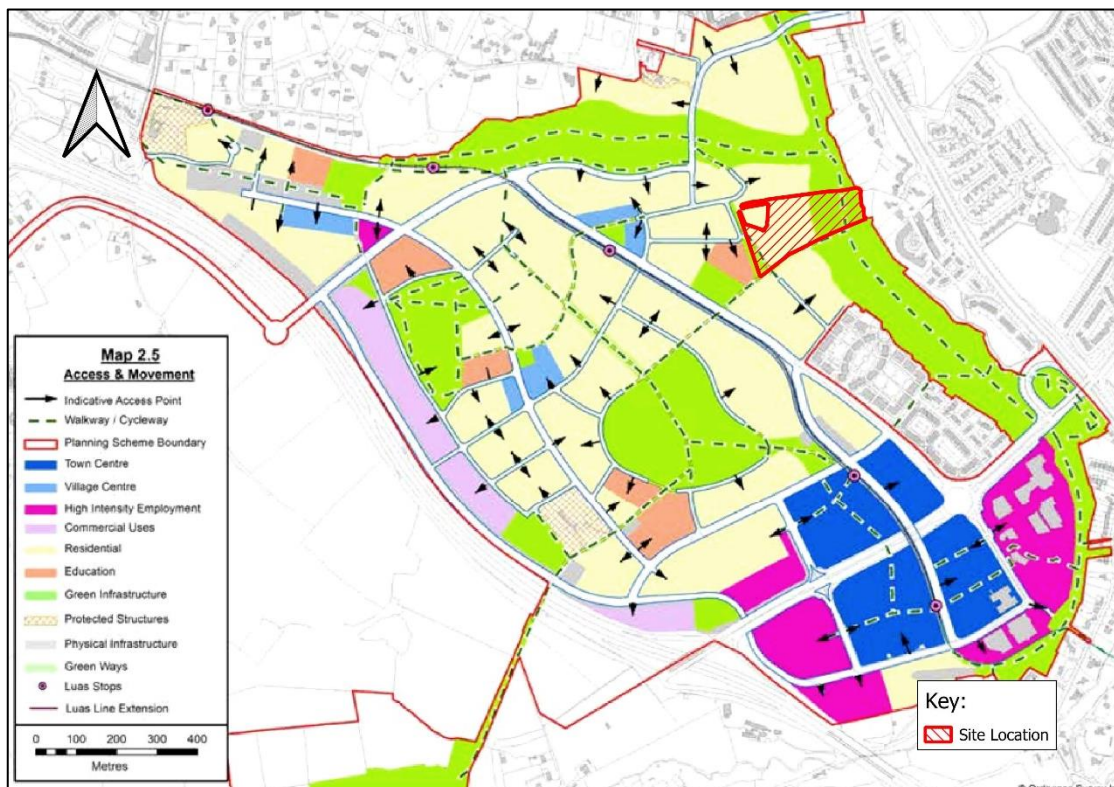 Map 2.5
Access & Movement
Indicative Access Point
Walkway / Cycleway
Planning Scheme Boundary
Town Centre
Village Centre
High Intensity Employment
Commercial Uses
Residential
Education
Green Infrastructure
Protected Structures
Physical Infrastructure
Green Ways
Luas Stops
Luas Line Extension
0 100 200 300 400
Metres
Key:
Site Location